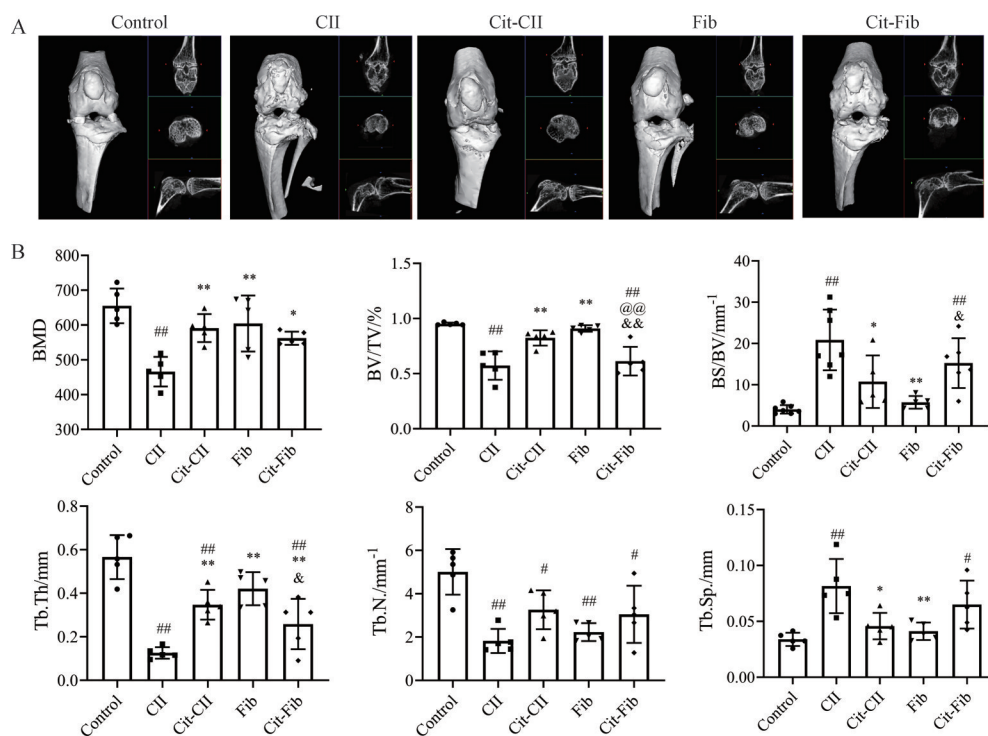 A
Control
CII
Cit-CII
Fib
Cit-Fib
B
BMD
800
700
600
500
400
300
##
**
**
*
Control
CII
Cit-CII
Fib
Cit-Fib
BV/TV/%
1.5
1.0
0.5
0.0
##
**
**
##
@@
&&
Control
CII
Cit-CII
Fib
Cit-Fib
BS/BV/mm⁻¹
40
30
20
10
0
##
*
**
##
&
Control
CII
Cit-CII
Fib
Cit-Fib
Tb.Th/mm
0.8
0.6
0.4
0.2
0.0
##
##
**
**
##
**
&
Control
CII
Cit-CII
Fib
Cit-Fib
Tb.N./mm⁻¹
8
6
4
2
0
##
#
##
#
Control
CII
Cit-CII
Fib
Cit-Fib
Tb.Sp./mm
0.15
0.10
0.05
0.00
##
*
**
#
Control
CII
Cit-CII
Fib
Cit-Fib